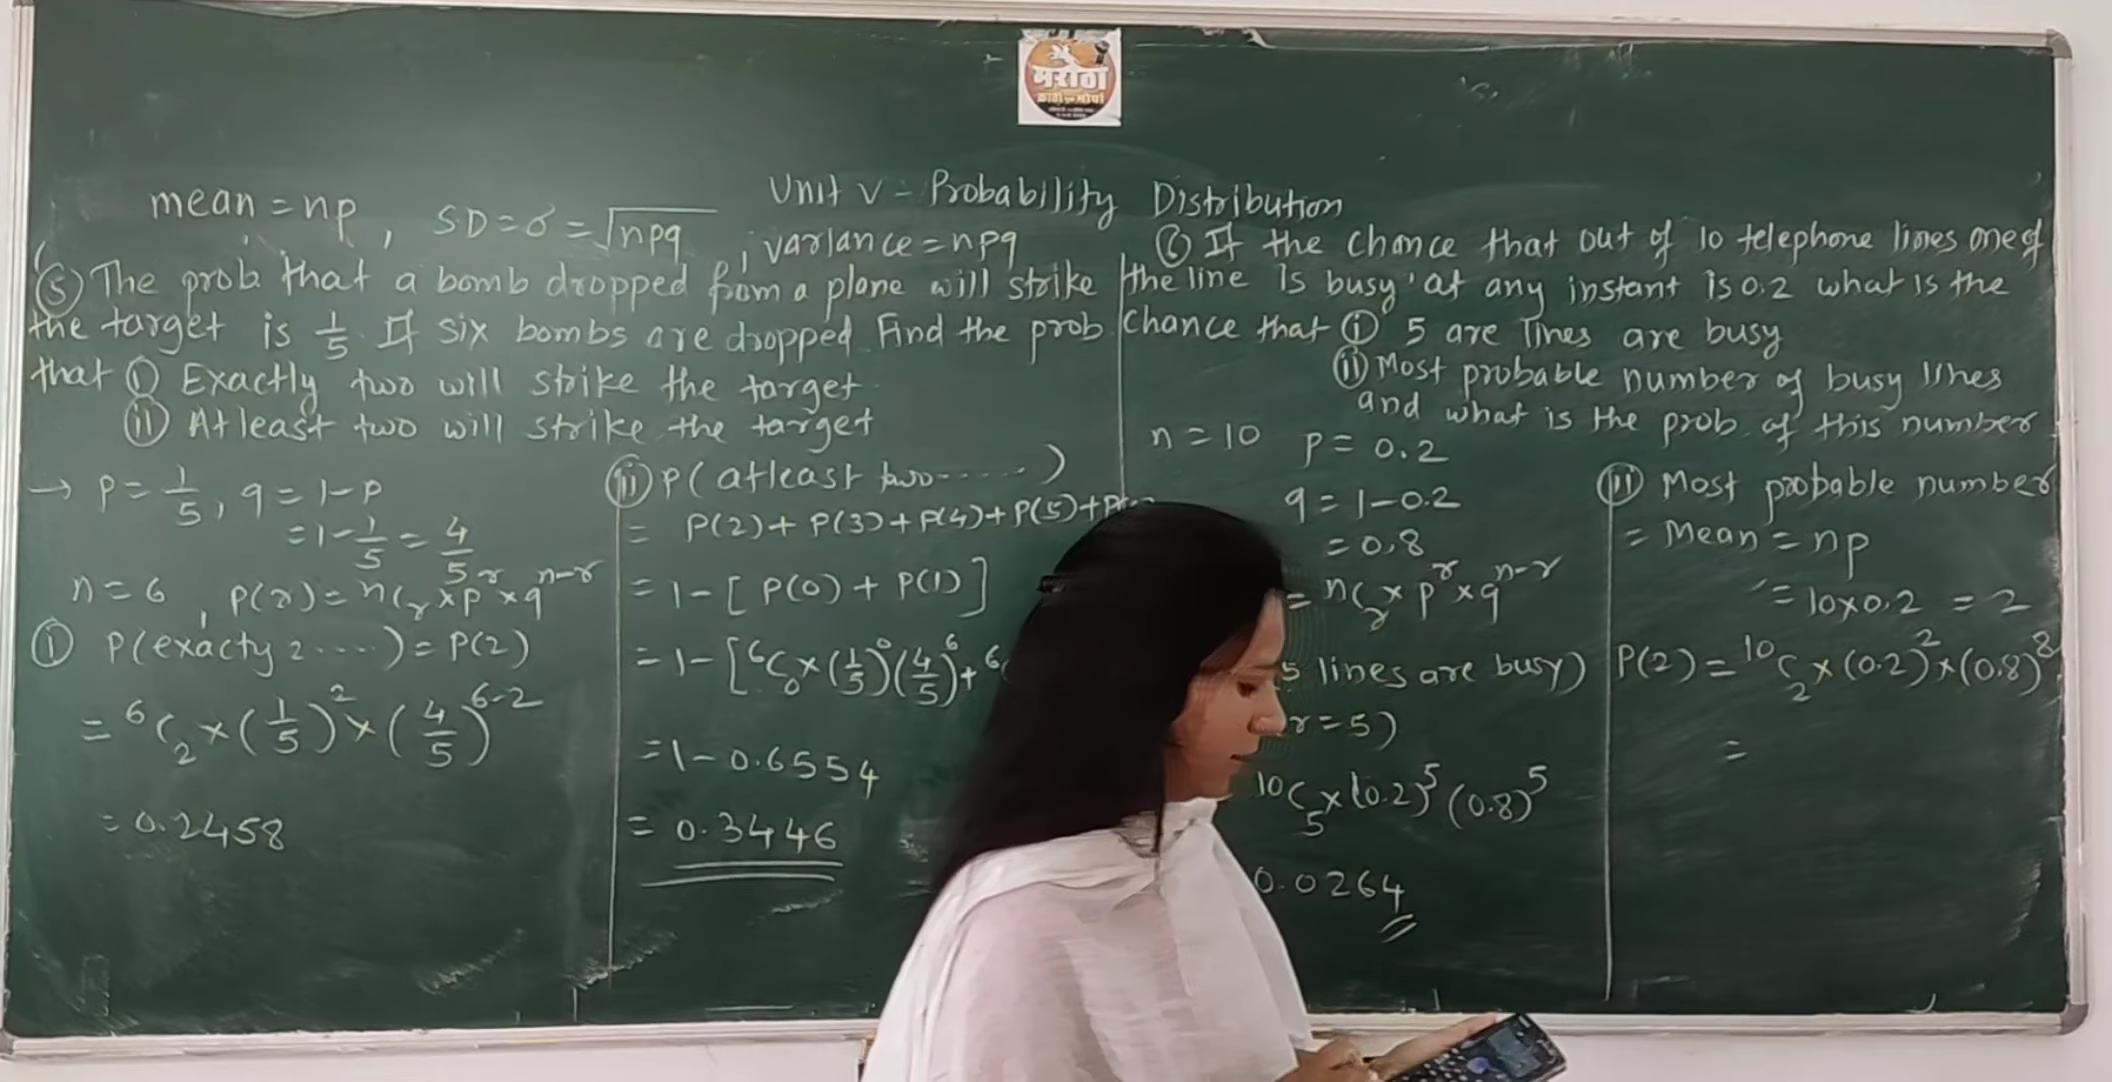 मराठा
क्रांती मोर्चा
Unit V - Probability Distribution
mean = np, SD = σ = √npq, variance = npq
⑤ The prob. that a bomb dropped from a plane will strike
the target is 1/5. If six bombs are dropped. Find the prob
that ⓘ Exactly two will strike the target.
ⓘⓘ Atleast two will strike the target
→ p = 1/5, q = 1-p
= 1 - 1/5 = 4/5
n = 6, P(r) = nCr × p^r × q^n-r
ⓘ P(exacty 2 .....) = P(2)
= 6C2 × (1/5)^2 × (4/5)^6-2
= 0.2458
ⓘⓘ P(atleast two ------)
= P(2) + P(3) + P(4) + P(5) + P(
= 1 - [P(0) + P(1)]
= 1 - [6C0 × (1/5)^0 (4/5)^6 + 6
= 1 - 0.6554
= 0.3446
⑥ If the chance that out of 10 telephone lines one of
the line is busy at any instant is 0.2 what is the
chance that ⓘ 5 are lines are busy
ⓘⓘ Most probable number of busy lines
and what is the prob. of this number
n = 10 p = 0.2
q = 1 - 0.2
= 0.8
= nCr × p^r × q^n-r
5 lines are busy)
r = 5)
10C5 × (0.2)^5 (0.8)^5
0.0264
ⓘⓘ Most probable number
= Mean = np
= 10 × 0.2 = 2
P(2) = 10C2 × (0.2)^2 × (0.8)^8
=